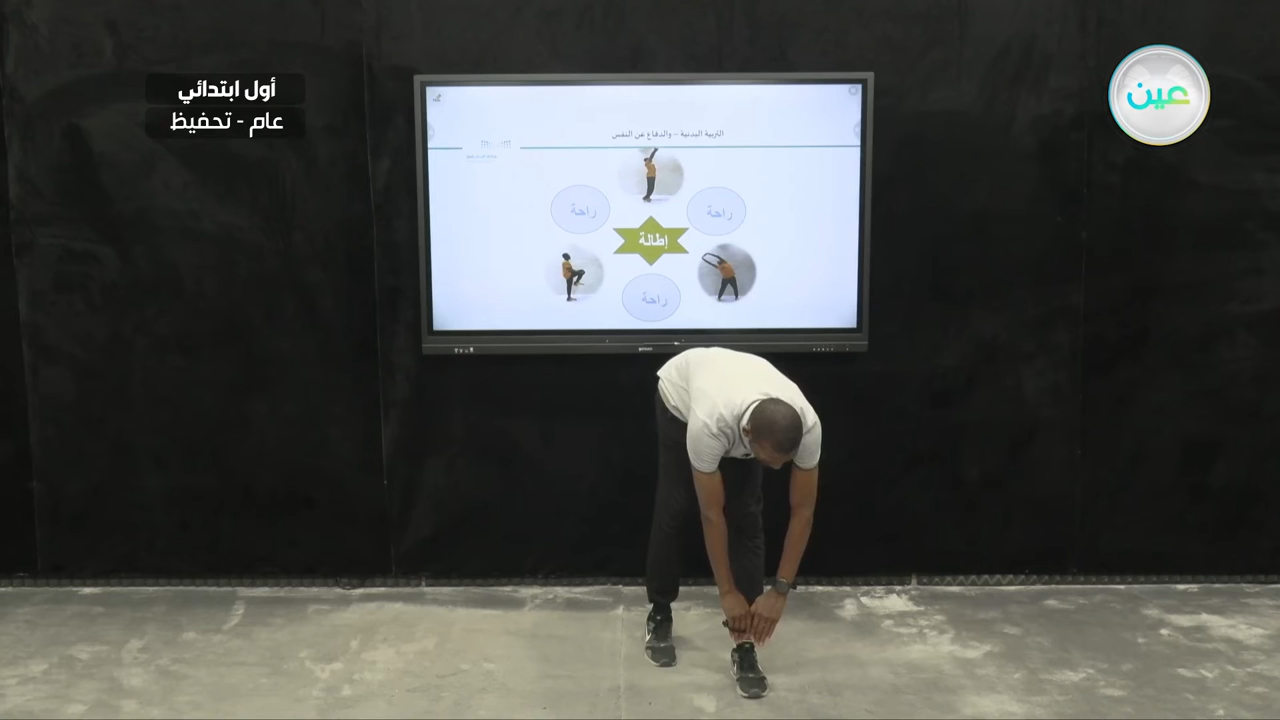 أول ابتدائي
عام - تحفيظ
عين
التربية البدنية - والدفاع عن النفس
راحة
راحة
إطالة
راحة